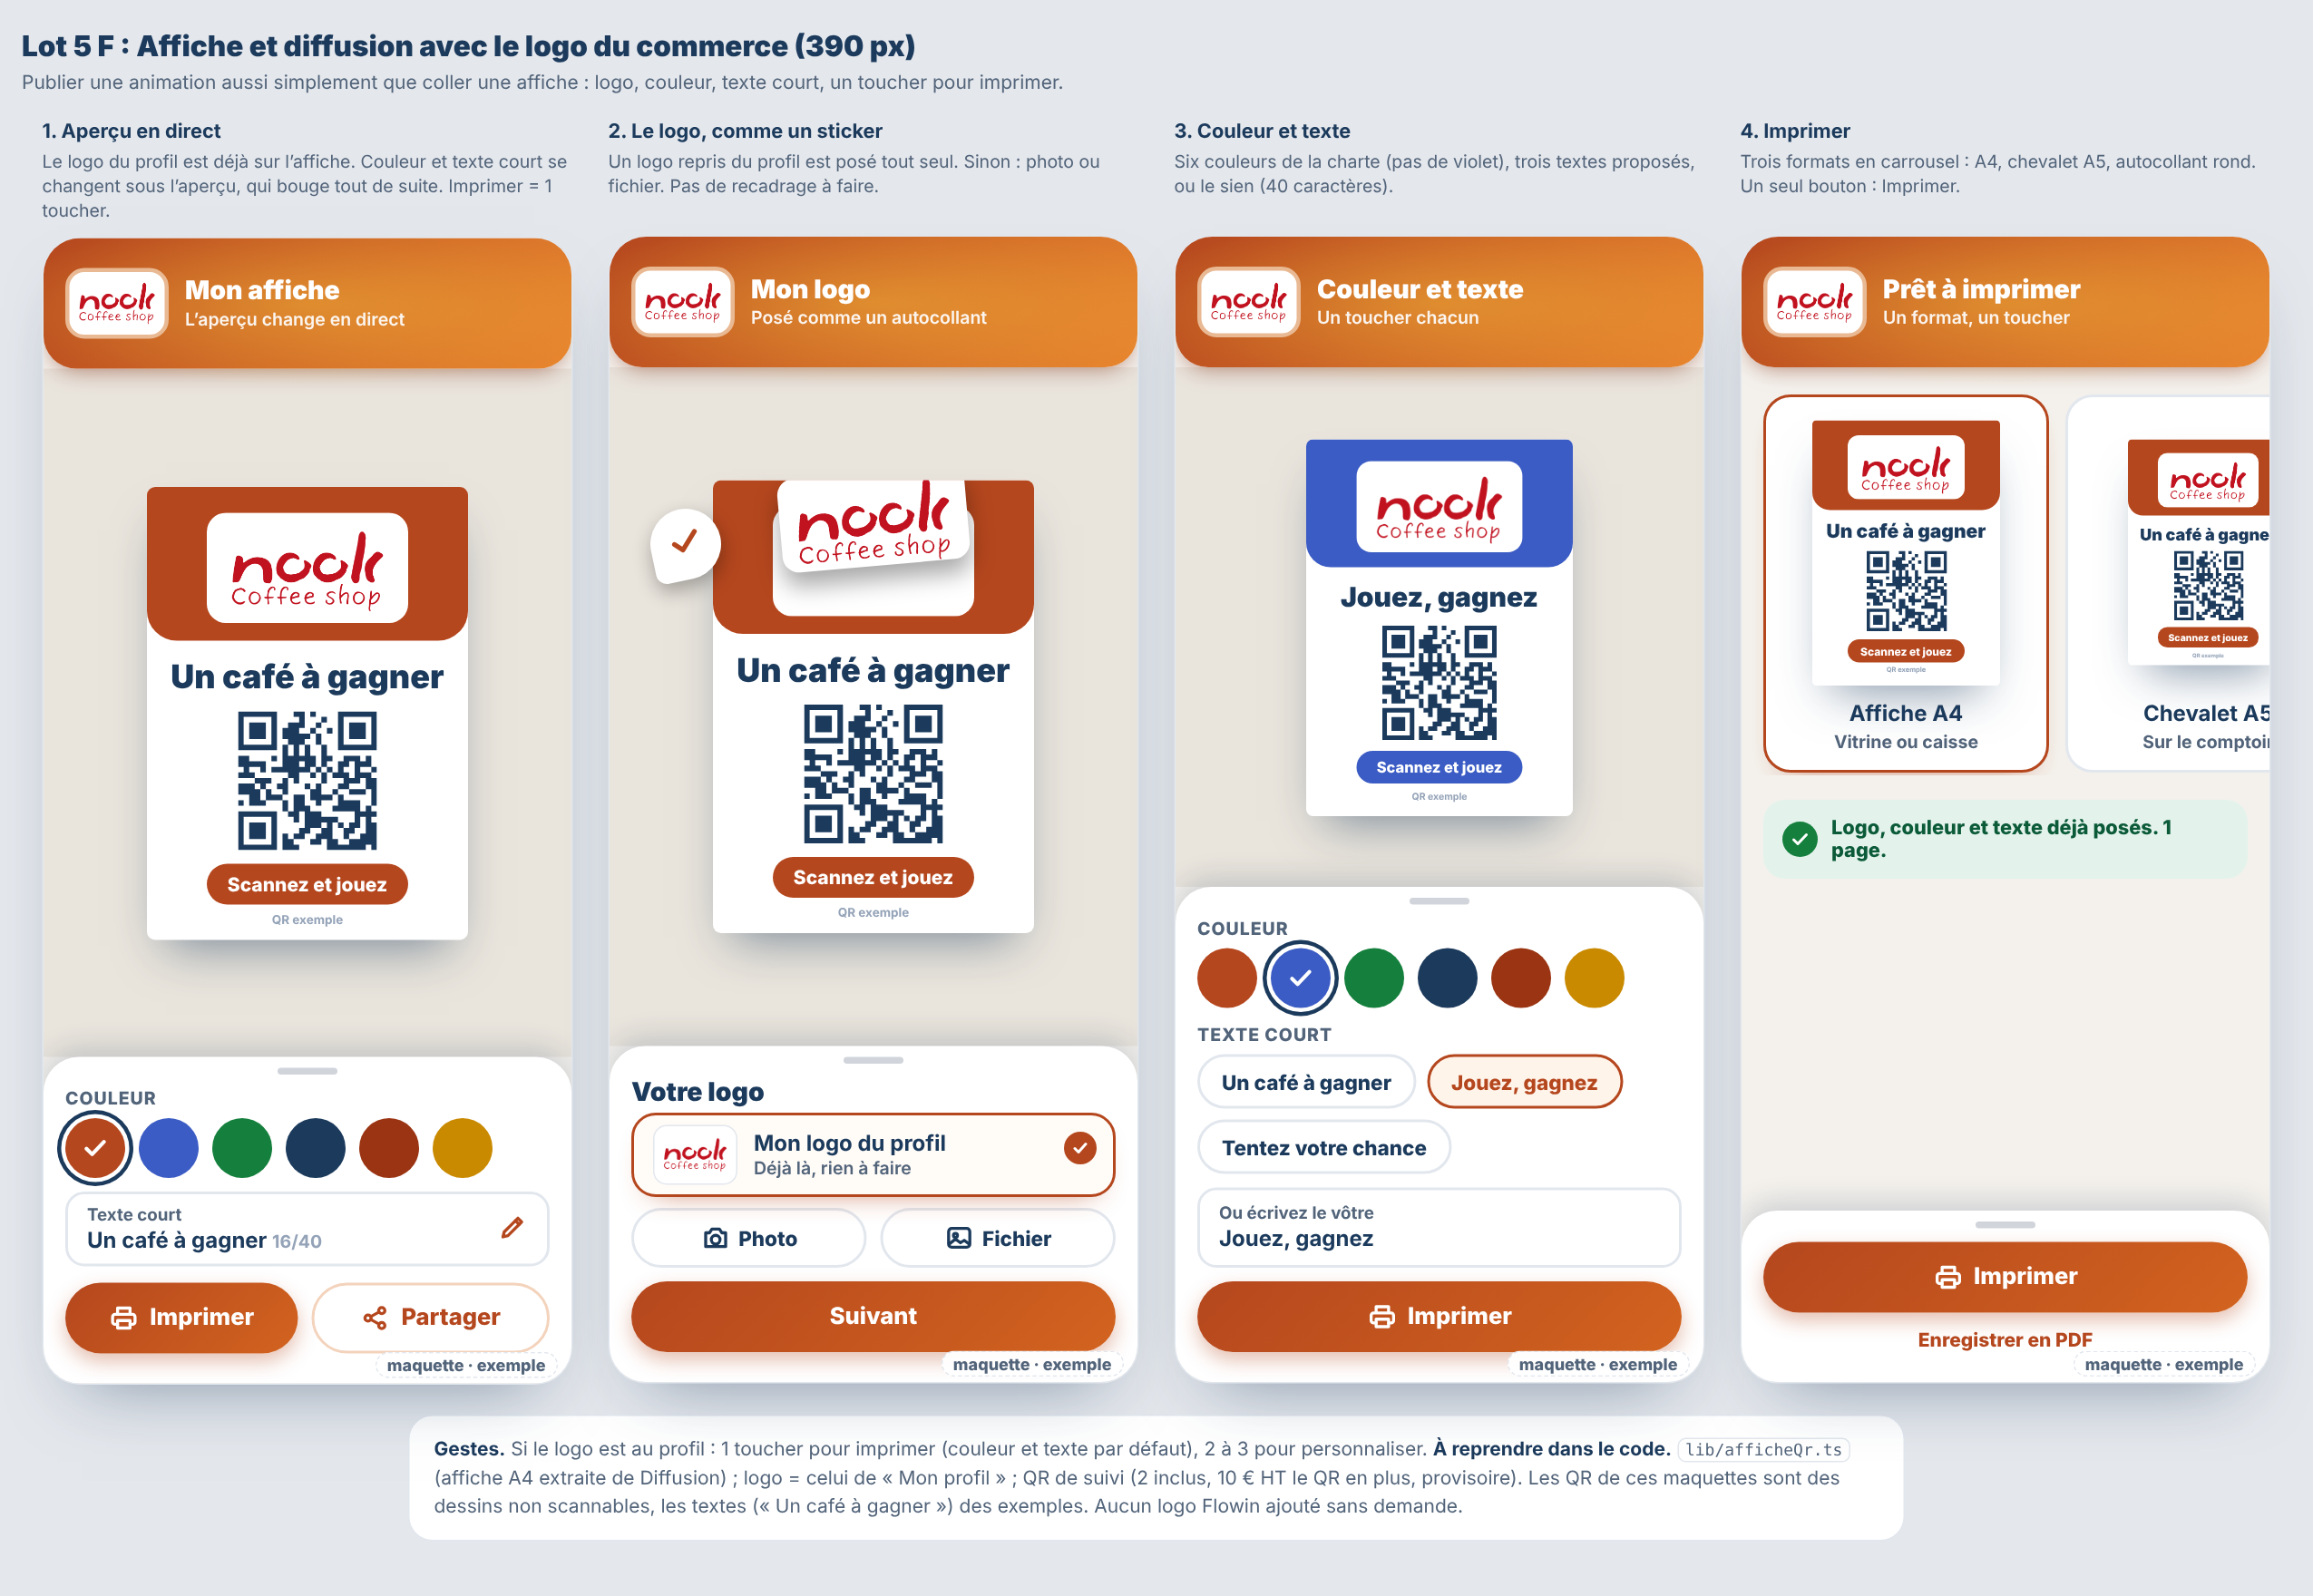 Lot 5 F : Affiche et diffusion avec le logo du commerce (390 px)
Publier une animation aussi simplement que coller une affiche : logo, couleur, texte court, un toucher pour imprimer.
1. Aperçu en direct
Le logo du profil est déjà sur l’affiche. Couleur et texte court se
changent sous l’aperçu, qui bouge tout de suite. Imprimer = 1
toucher.
nook
Coffee shop
Mon affiche
L’aperçu change en direct
nook
Coffee shop
Un café à gagner
Scannez et jouez
QR exemple
COULEUR
Texte court
Un café à gagner 16/40
Imprimer
Partager
maquette · exemple
2. Le logo, comme un sticker
Un logo repris du profil est posé tout seul. Sinon : photo ou
fichier. Pas de recadrage à faire.
nook
Coffee shop
Mon logo
Posé comme un autocollant
nook
Coffee shop
Un café à gagner
Scannez et jouez
QR exemple
Votre logo
nook
Coffee shop
Mon logo du profil
Déjà là, rien à faire
Photo
Fichier
Suivant
maquette · exemple
3. Couleur et texte
Six couleurs de la charte (pas de violet), trois textes proposés,
ou le sien (40 caractères).
nook
Coffee shop
Couleur et texte
Un toucher chacun
nook
Coffee shop
Jouez, gagnez
Scannez et jouez
QR exemple
COULEUR
TEXTE COURT
Un café à gagner
Jouez, gagnez
Tentez votre chance
Ou écrivez le vôtre
Jouez, gagnez
Imprimer
maquette · exemple
4. Imprimer
Trois formats en carrousel : A4, chevalet A5, autocollant rond.
Un seul bouton : Imprimer.
nook
Coffee shop
Prêt à imprimer
Un format, un toucher
nook
Coffee shop
Un café à gagner
Scannez et jouez
QR exemple
Affiche A4
Vitrine ou caisse
nook
Coffee shop
Un café à gagne
Scannez et jouez
QR exemple
Chevalet A5
Sur le comptoir
Logo, couleur et texte déjà posés. 1
page.
Imprimer
Enregistrer en PDF
maquette · exemple
Gestes. Si le logo est au profil : 1 toucher pour imprimer (couleur et texte par défaut), 2 à 3 pour personnaliser. À reprendre dans le code. lib/afficheQr.ts
(affiche A4 extraite de Diffusion) ; logo = celui de « Mon profil » ; QR de suivi (2 inclus, 10 € HT le QR en plus, provisoire). Les QR de ces maquettes sont des
dessins non scannables, les textes (« Un café à gagner ») des exemples. Aucun logo Flowin ajouté sans demande.